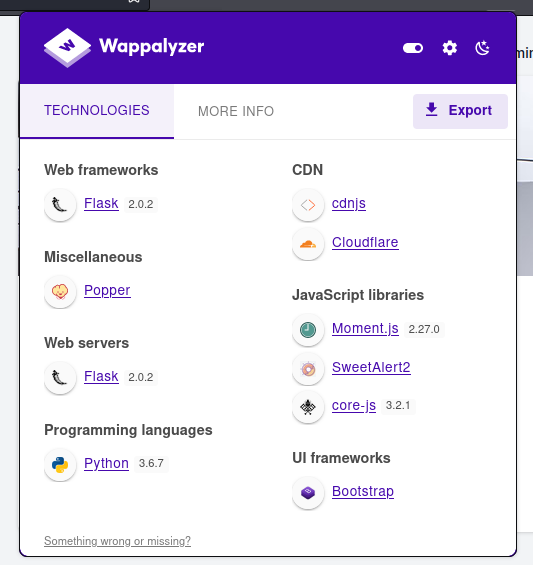 Wappalyzer
TECHNOLOGIES
MORE INFO
Export
Web frameworks
Flask 2.0.2
Miscellaneous
Popper
Web servers
Flask 2.0.2
Programming languages
Python 3.6.7
CDN
cdnjs
Cloudflare
JavaScript libraries
Moment.js 2.27.0
SweetAlert2
core-js 3.2.1
UI frameworks
Bootstrap
Something wrong or missing?